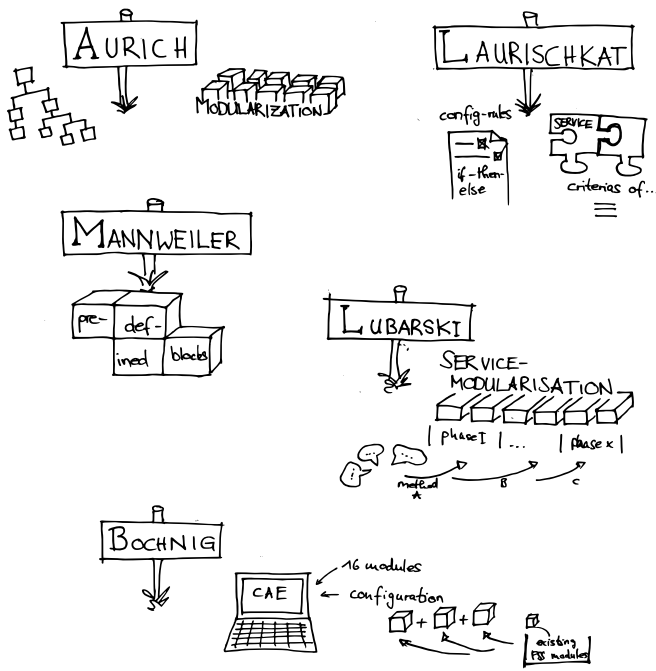 AURICH
MODULARIZATION
LAURISCHKAT
config-rules
if-then-
else
SERVICE
criterias of...
MANNWEILER
pre-
def-
ined
blocks
LUBARSKI
SERVICE-
MODULARISATION
| phase I | ... | phase x |
method
A
B
C
BOCHNIG
CAE
16 modules
configuration
+ +
existing
PSS modules